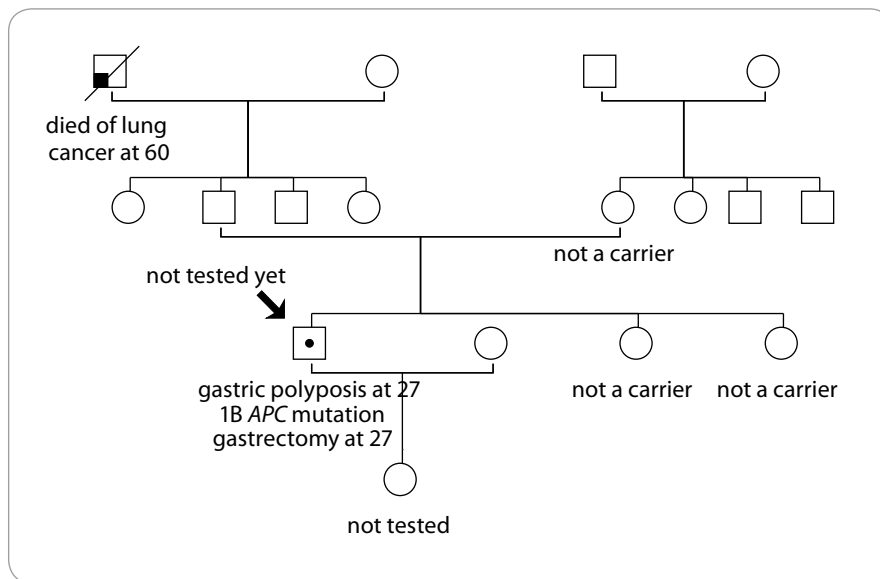 died of lung
cancer at 60
not a carrier
not tested yet
gastric polyposis at 27
1B APC mutation
gastrectomy at 27
not a carrier
not a carrier
not tested